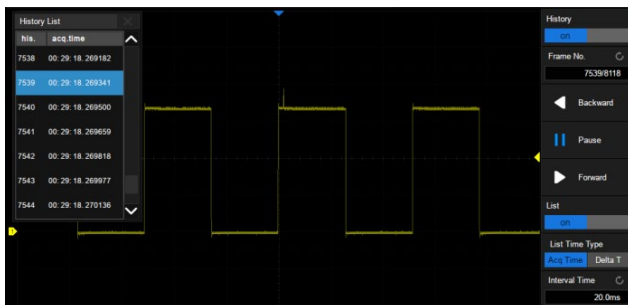 History List
his. acq.time
7538 00: 29: 18. 269182
7539 00: 29: 18. 269341
7540 00: 29: 18. 269500
7541 00: 29: 18. 269659
7542 00: 29: 18. 269818
7543 00: 29: 18. 269977
7544 00: 29: 18. 270136
1
History
on
Frame No.
7539/8118
Backward
Pause
Forward
List
on
List Time Type
Acq Time Delta T
Interval Time
20.0ms